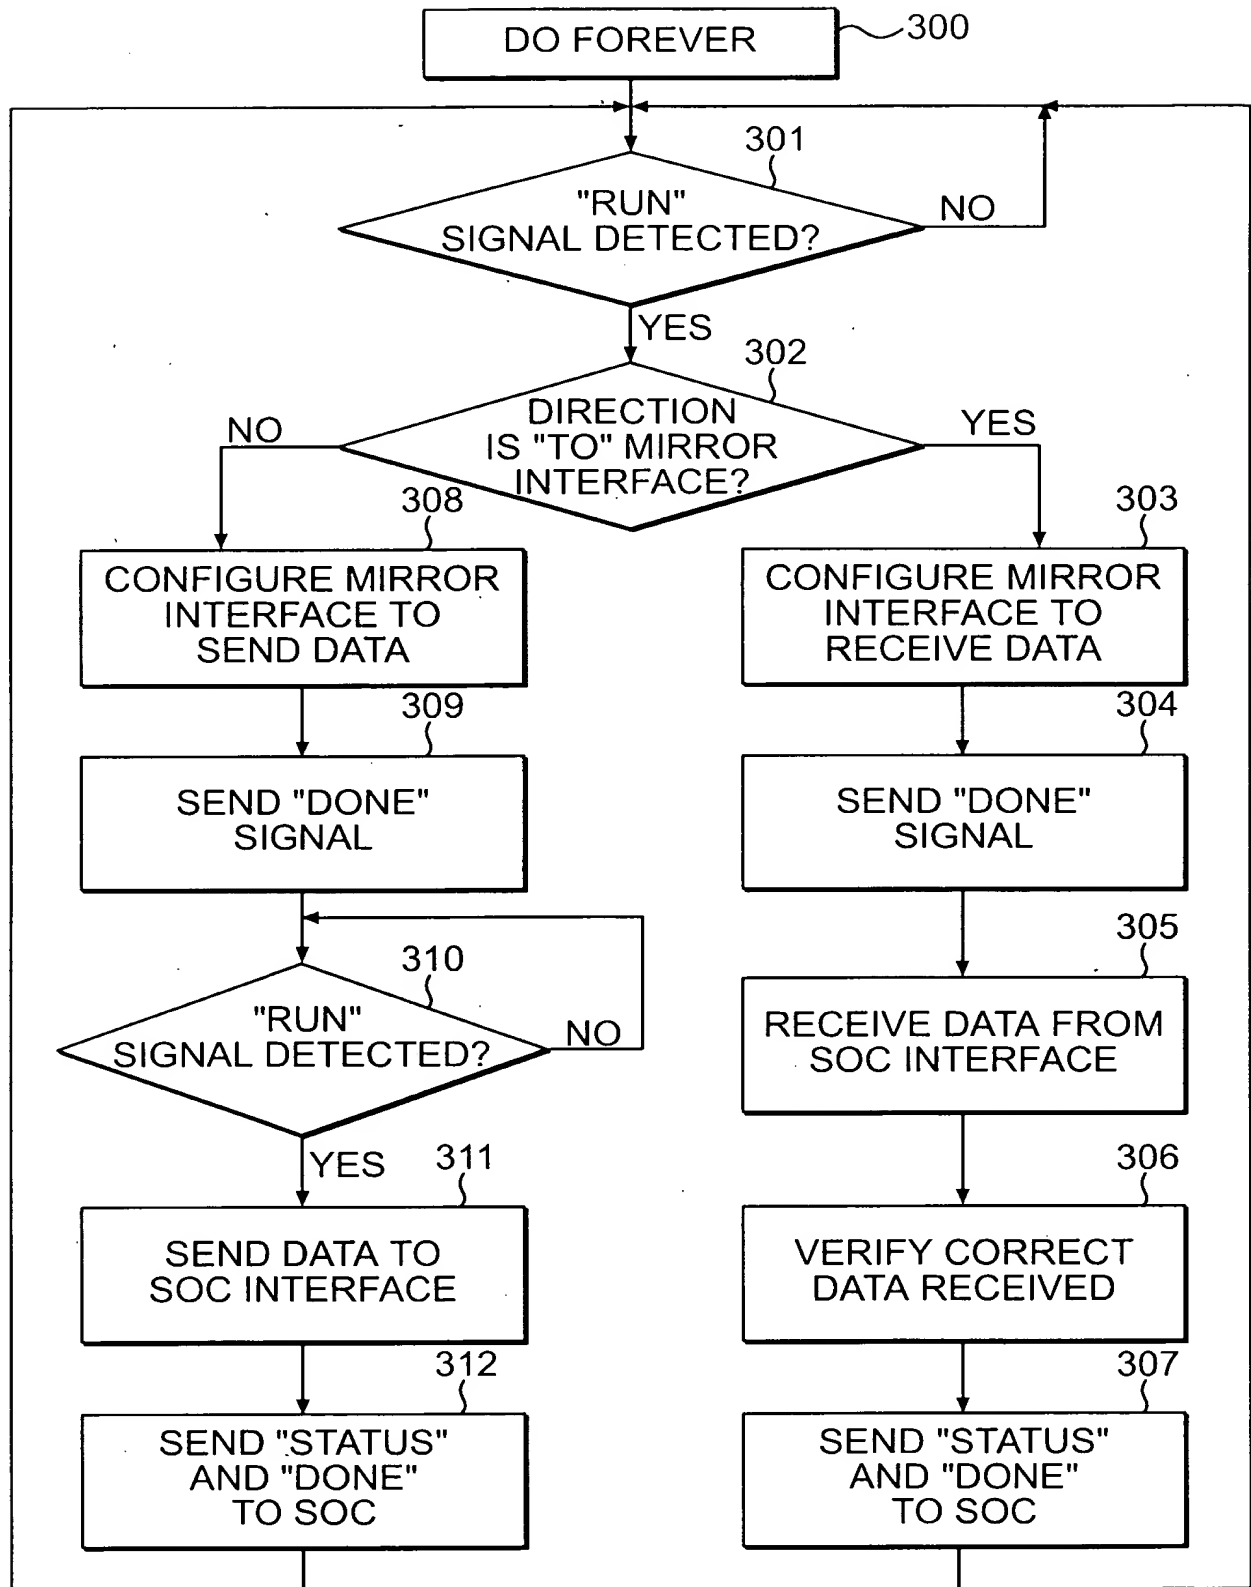 DO FOREVER
300
301
"RUN"
SIGNAL DETECTED?
NO
YES
302
DIRECTION
IS "TO" MIRROR
INTERFACE?
NO
YES
308
CONFIGURE MIRROR
INTERFACE TO
SEND DATA
303
CONFIGURE MIRROR
INTERFACE TO
RECEIVE DATA
309
SEND "DONE"
SIGNAL
304
SEND "DONE"
SIGNAL
310
"RUN"
SIGNAL DETECTED?
NO
YES
305
RECEIVE DATA FROM
SOC INTERFACE
311
SEND DATA TO
SOC INTERFACE
306
VERIFY CORRECT
DATA RECEIVED
312
SEND "STATUS"
AND "DONE"
TO SOC
307
SEND "STATUS"
AND "DONE"
TO SOC